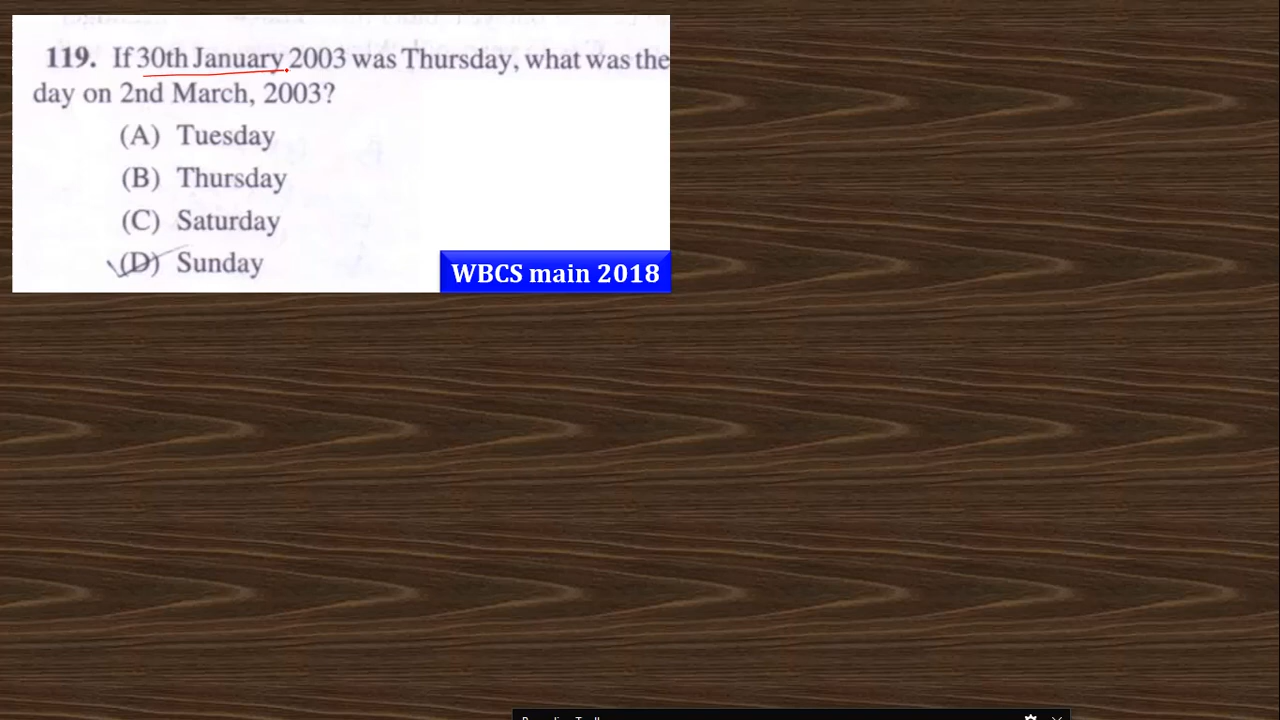 119. If 30th January 2003 was Thursday, what was the
day on 2nd March, 2003?
(A) Tuesday
(B) Thursday
(C) Saturday
(D) Sunday
WBCS main 2018